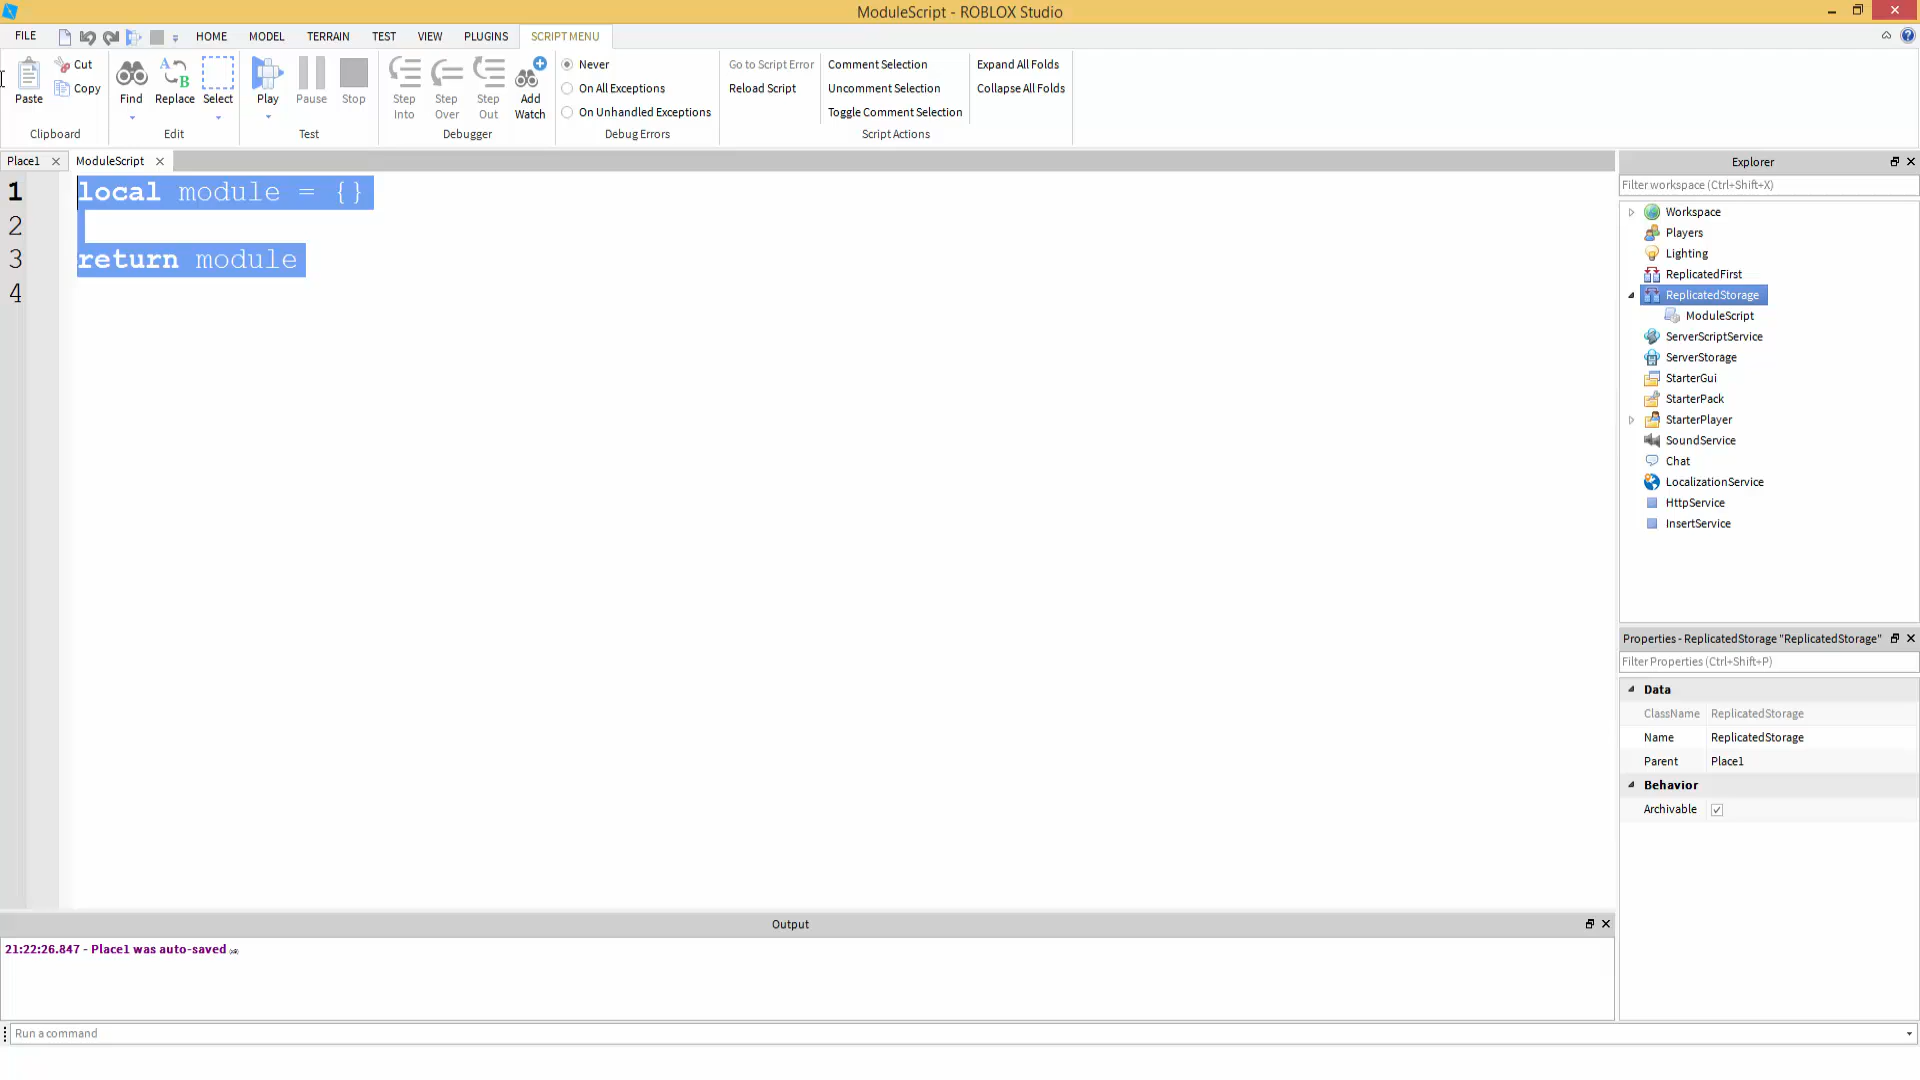 ModuleScript - ROBLOX Studio
FILE HOME MODEL TERRAIN TEST VIEW PLUGINS SCRIPT MENU
Paste Cut Copy
Clipboard
Find Replace Select
Edit
Play Pause Stop
Test
Step Into Step Over Step Out Add Watch
Debugger
Never
On All Exceptions
On Unhandled Exceptions
Debug Errors
Go to Script Error
Reload Script
Comment Selection
Uncomment Selection
Toggle Comment Selection
Expand All Folds
Collapse All Folds
Script Actions
Place1 ModuleScript
1 local module = {}
2
3 return module
4
Explorer
Filter workspace (Ctrl+Shift+X)
Workspace
Players
Lighting
ReplicatedFirst
ReplicatedStorage
ModuleScript
ServerScriptService
ServerStorage
StarterGui
StarterPack
StarterPlayer
SoundService
Chat
LocalizationService
HttpService
InsertService
Properties - ReplicatedStorage "ReplicatedStorage"
Filter Properties (Ctrl+Shift+P)
Data
ClassName ReplicatedStorage
Name ReplicatedStorage
Parent Place1
Behavior
Archivable
Output
21:22:26.847 - Place1 was auto-saved
Run a command